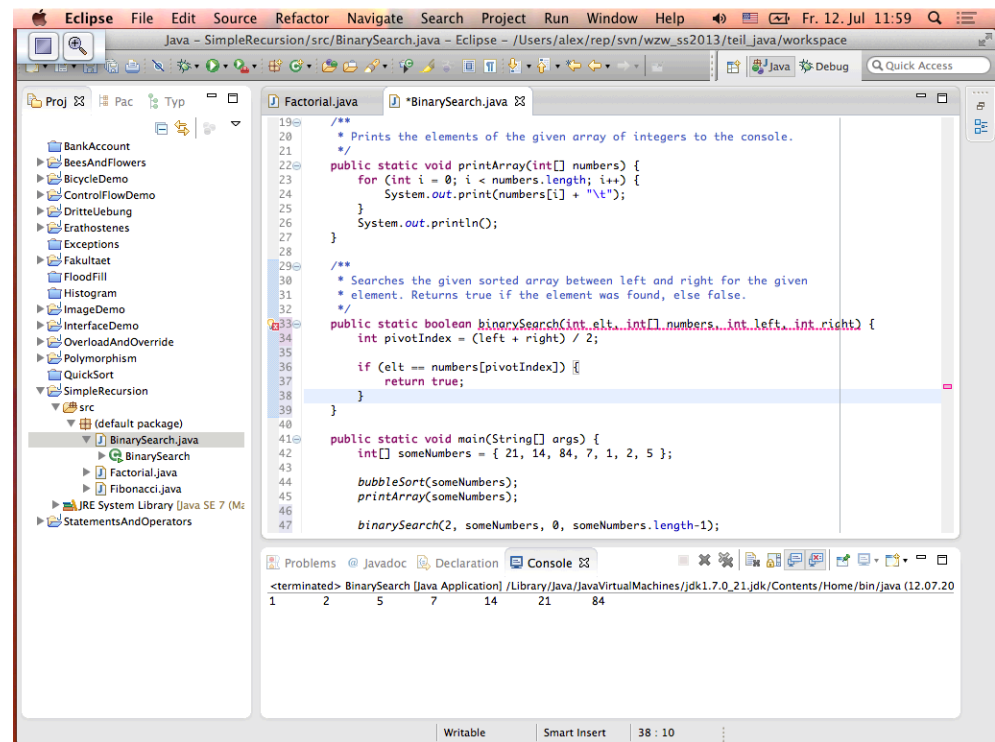 Eclipse File Edit Source Refactor Navigate Search Project Run Window Help Fr. 12. Jul 11:59
Java – SimpleRecursion/src/BinarySearch.java – Eclipse – /Users/alex/rep/svn/wzw_ss2013/teil_java/workspace
Java Debug Quick Access
Proj Pac Typ
BankAccount
BeesAndFlowers
BicycleDemo
ControlFlowDemo
DritteUebung
Erathostenes
Exceptions
Fakultaet
FloodFill
Histogram
ImageDemo
InterfaceDemo
OverloadAndOverride
Polymorphism
QuickSort
SimpleRecursion
src
(default package)
BinarySearch.java
BinarySearch
Factorial.java
Fibonacci.java
JRE System Library [Java SE 7 (Ma
StatementsAndOperators
Factorial.java *BinarySearch.java
19 /**
20 * Prints the elements of the given array of integers to the console.
21 */
22 public static void printArray(int[] numbers) {
23 for (int i = 0; i < numbers.length; i++) {
24 System.out.print(numbers[i] + "\t");
25 }
26 System.out.println();
27 }
28
29 /**
30 * Searches the given sorted array between left and right for the given
31 * element. Returns true if the element was found, else false.
32 */
33 public static boolean binarySearch(int elt, int[] numbers, int left, int right) {
34 int pivotIndex = (left + right) / 2;
35
36 if (elt == numbers[pivotIndex]) {
37 return true;
38 }
39 }
40
41 public static void main(String[] args) {
42 int[] someNumbers = { 21, 14, 84, 7, 1, 2, 5 };
43
44 bubbleSort(someNumbers);
45 printArray(someNumbers);
46
47 binarySearch(2, someNumbers, 0, someNumbers.length-1);
Problems @ Javadoc Declaration Console
<terminated> BinarySearch [Java Application] /Library/Java/JavaVirtualMachines/jdk1.7.0_21.jdk/Contents/Home/bin/java (12.07.20
1 2 5 7 14 21 84
Writable Smart Insert 38 : 10